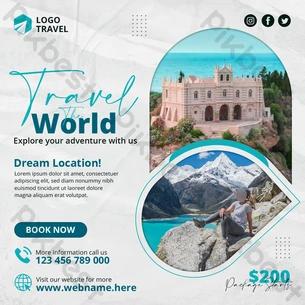 LOGO
TRAVEL
Travel
The
World
Explore your adventure with us
Dream Location!
Lorem ipsum dolor sit amet,
consectetuer adipiscing elit, sed diam
nonummy nibh euismod tincidunt ut
laoreet dolore magna aliquam erat
volutpat.
BOOK NOW
More information call us
123 456 789 000
Visit our website for more
www.webname.here
$200
Package starts